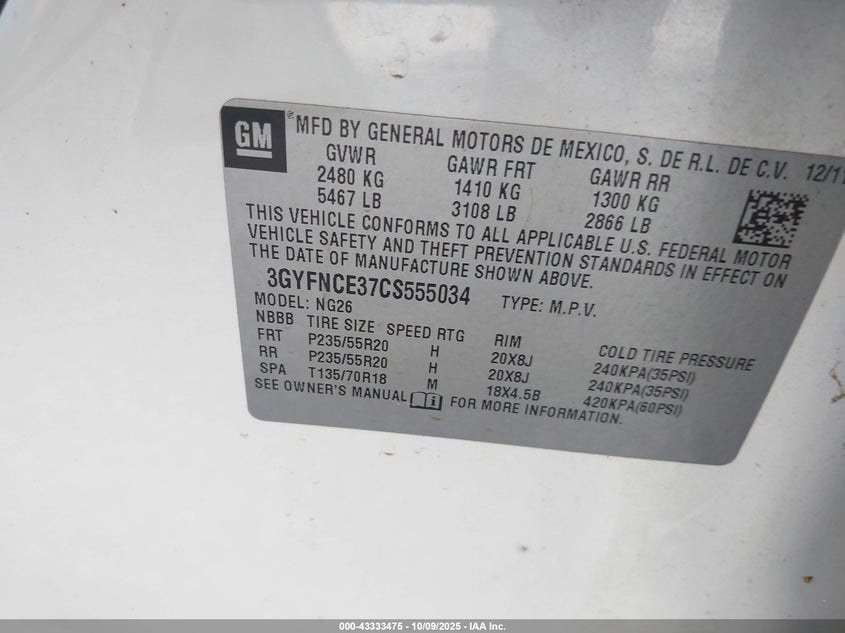 GM
® MFD BY GENERAL MOTORS DE MEXICO, S. DE R.L. DE C.V. 12/11
GVWR GAWR FRT GAWR RR
2480 KG 1410 KG 1300 KG
5467 LB 3108 LB 2866 LB
THIS VEHICLE CONFORMS TO ALL APPLICABLE U.S. FEDERAL MOTOR
VEHICLE SAFETY AND THEFT PREVENTION STANDARDS IN EFFECT ON
THE DATE OF MANUFACTURE SHOWN ABOVE.
3GYFNCE37CS555034 TYPE: M.P.V.
MODEL: NG26
NBBB TIRE SIZE SPEED RTG RIM COLD TIRE PRESSURE
FRT P235/55R20 H 20X8J 240KPA(35PSI)
RR P235/55R20 H 20X8J 240KPA(35PSI)
SPA T135/70R18 M 18X4.5B 420KPA(60PSI)
SEE OWNER'S MANUAL FOR MORE INFORMATION.
000-43333475 - 10/09/2025 - IAA Inc.